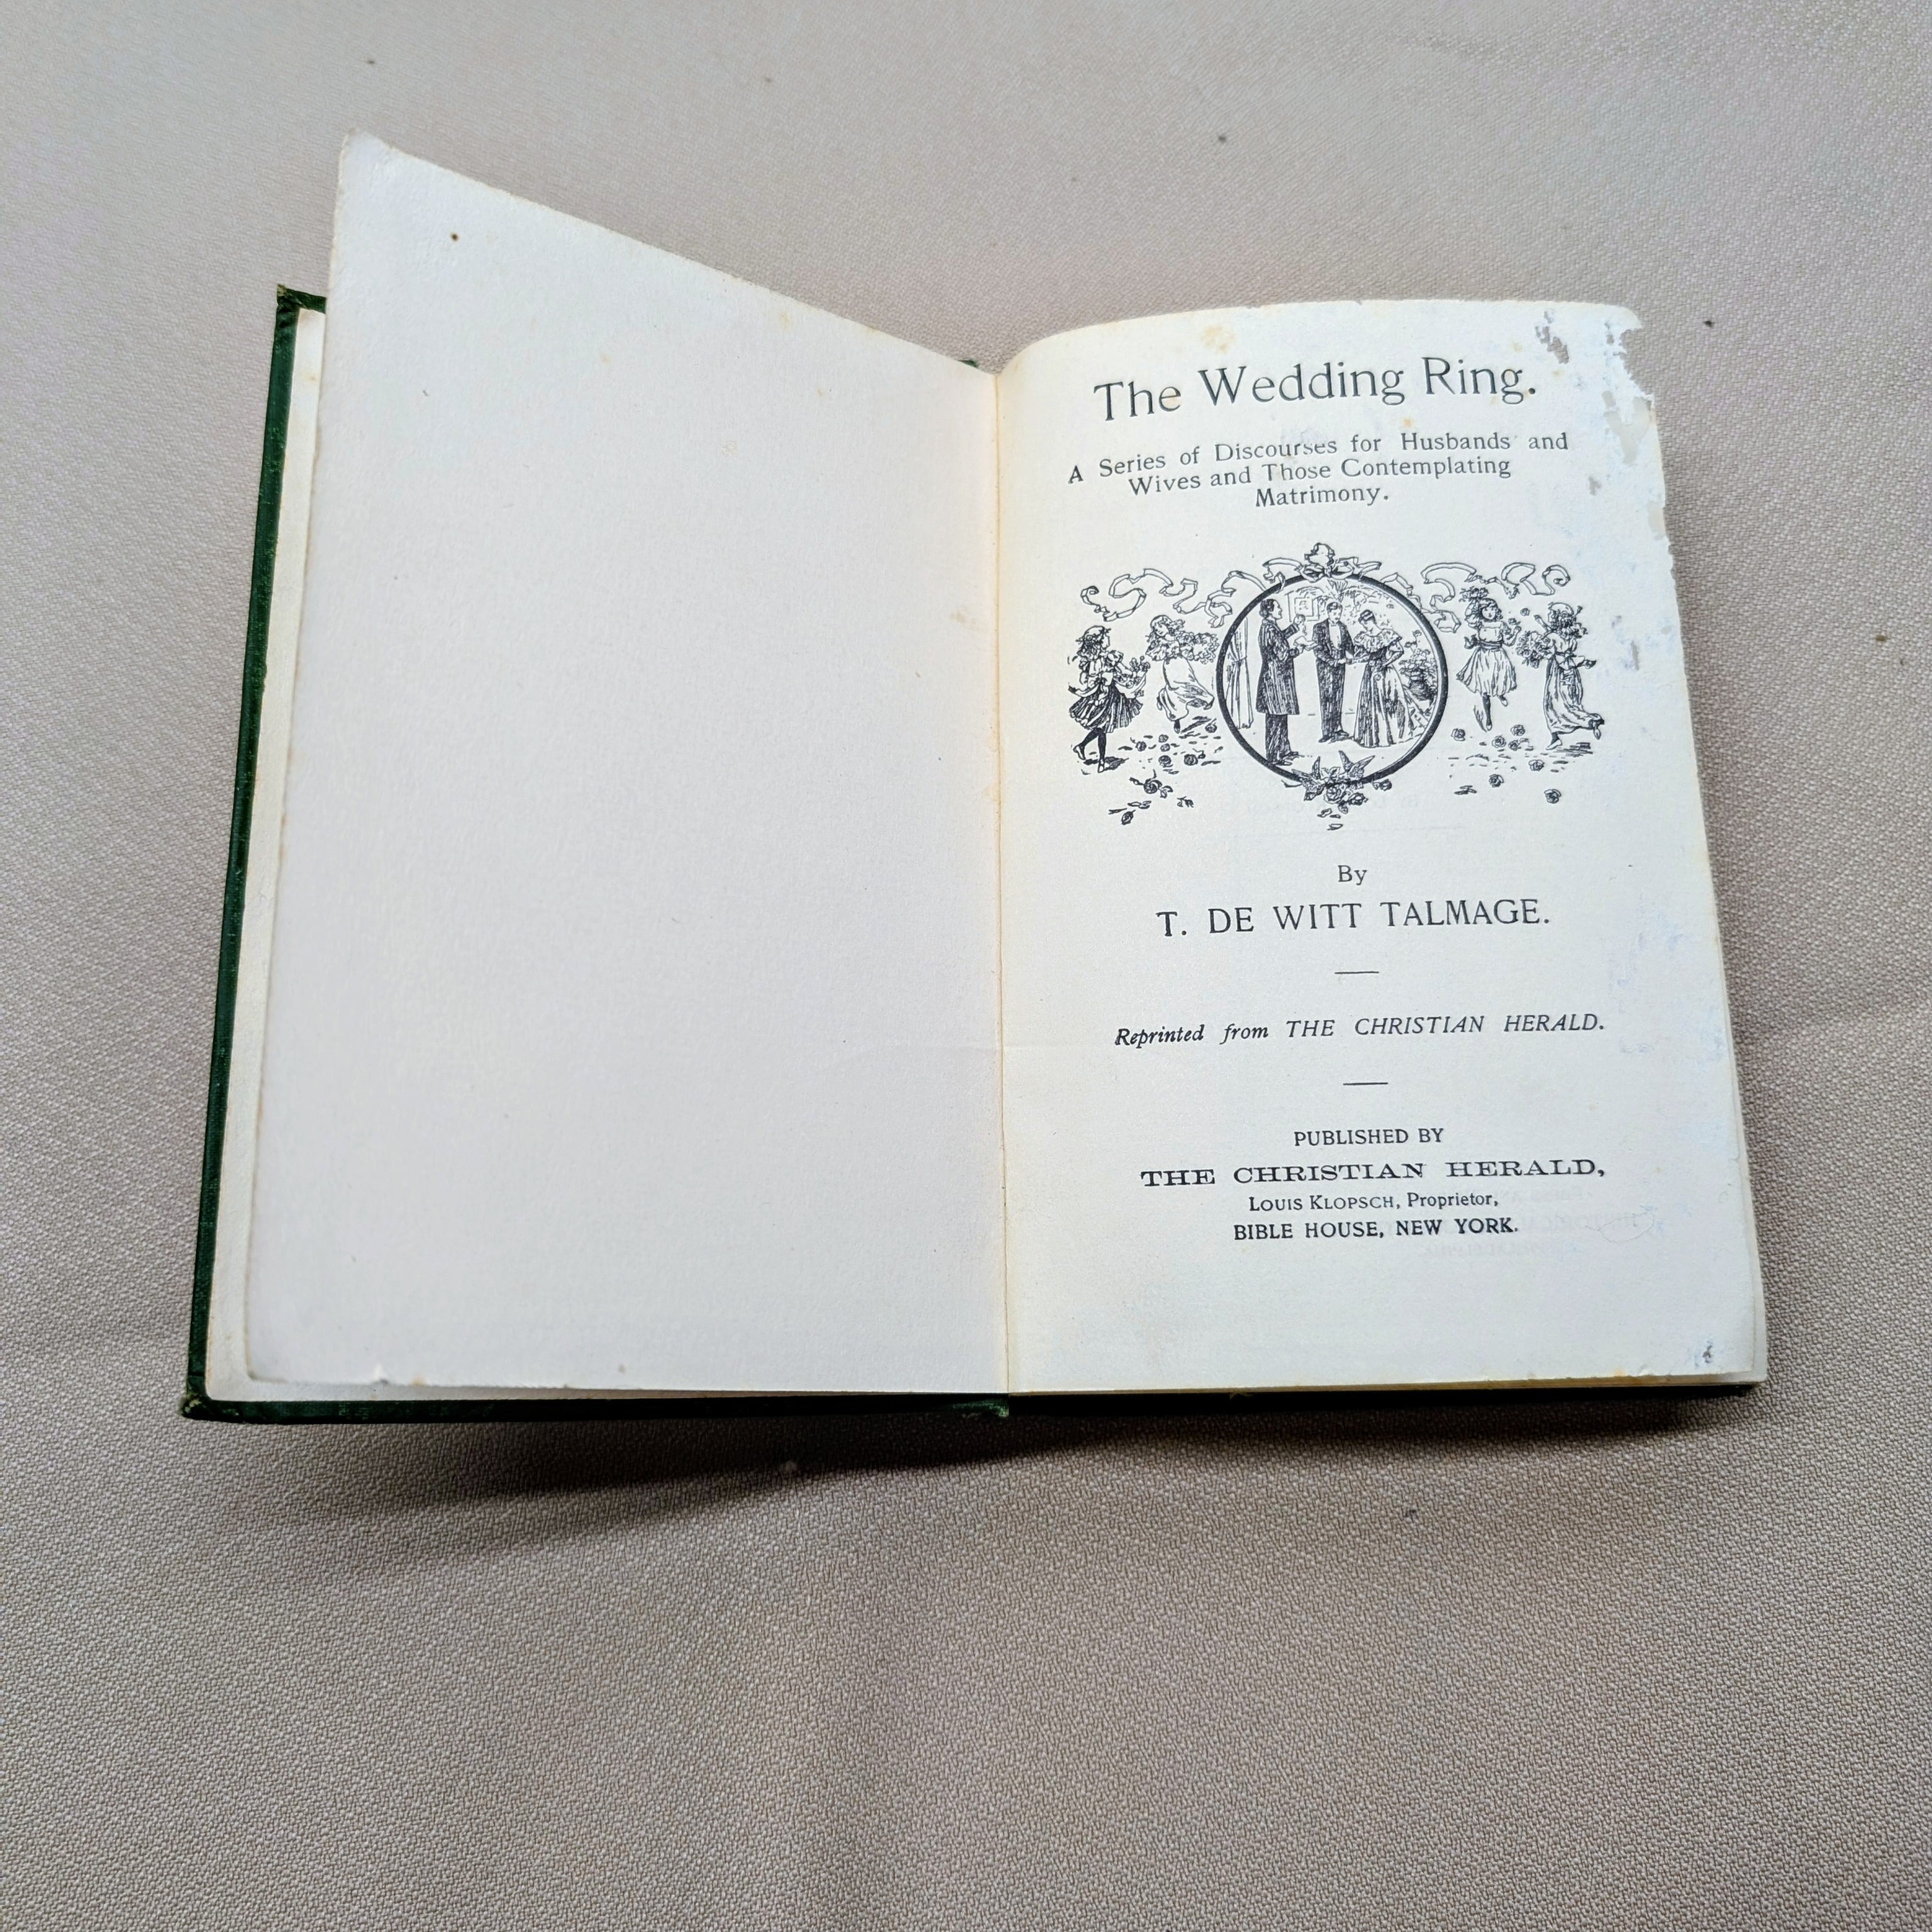 The Wedding Ring.
A Series of Discourses for Husbands and
Wives and Those Contemplating
Matrimony.
By
T. DE WITT TALMAGE.
Reprinted from THE CHRISTIAN HERALD.
PUBLISHED BY
THE CHRISTIAN HERALD,
LOUIS KLOPSCH, Proprietor,
BIBLE HOUSE, NEW YORK.